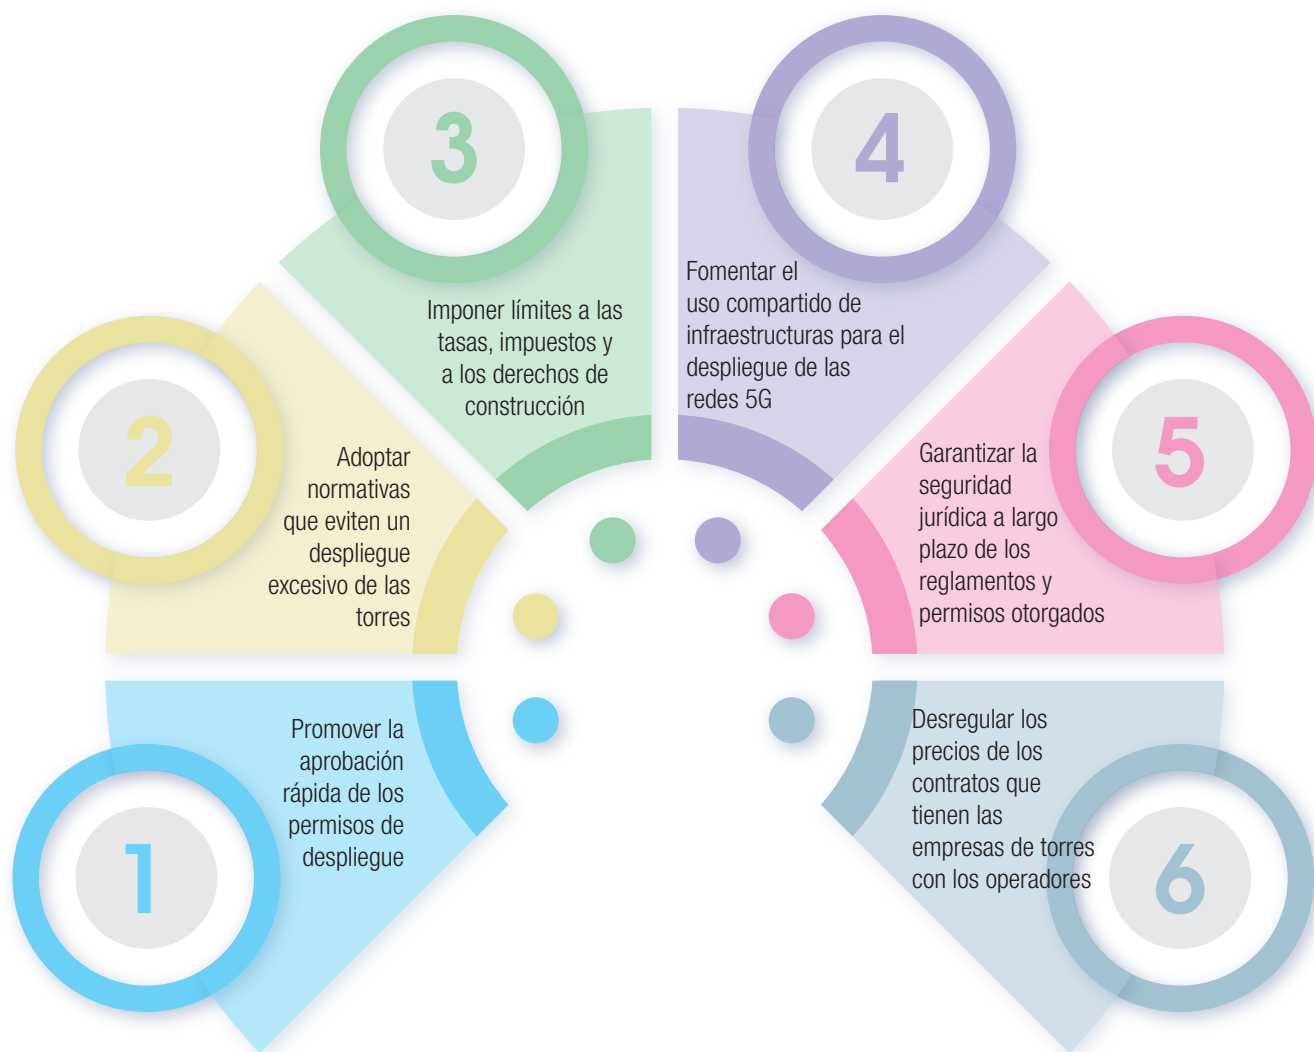 1
Promover la
aprobación
rápida de los
permisos de
despliegue
2
Adoptar
normativas
que eviten un
despliegue
excesivo de las
torres
3
Imponer límites a las
tasas, impuestos y
a los derechos de
construcción
4
Fomentar el
uso compartido de
infraestructuras para el
despliegue de las
redes 5G
5
Garantizar la
seguridad
jurídica a largo
plazo de los
reglamentos y
permisos otorgados
6
Desregular los
precios de los
contratos que
tienen las
empresas de torres
con los operadores